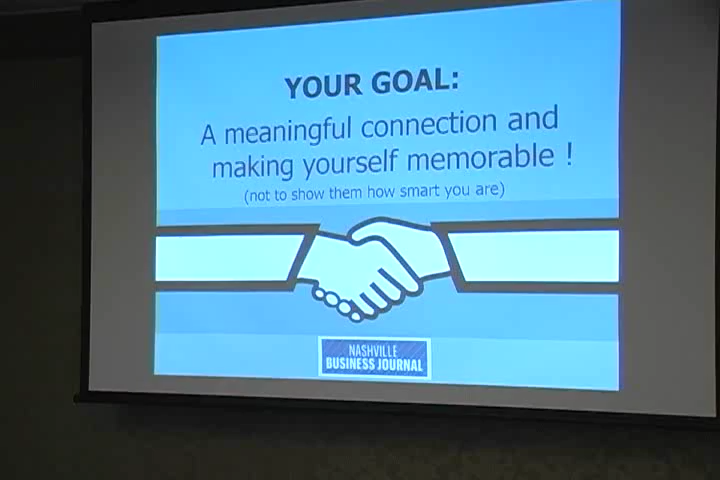 YOUR GOAL:
A meaningful connection and
making yourself memorable !
(not to show them how smart you are)
NASHVILLE
BUSINESS JOURNAL